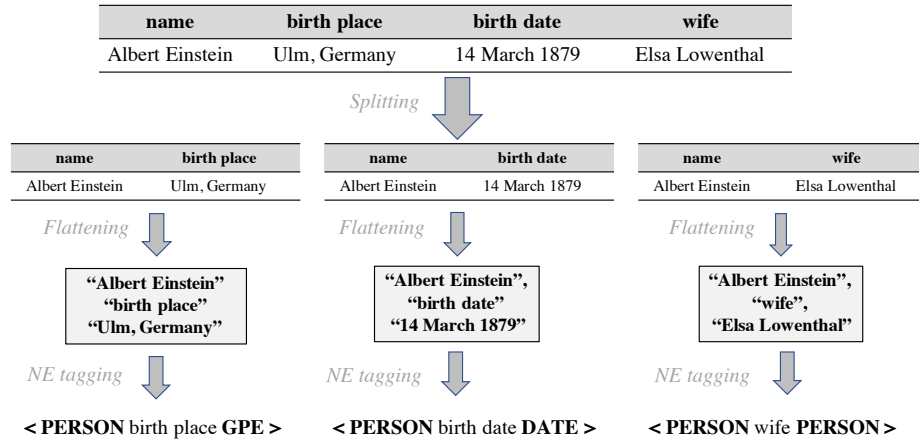 name birth place birth date wife
Albert Einstein Ulm, Germany 14 March 1879 Elsa Lowenthal
Splitting
name birth place name birth date name wife
Albert Einstein Ulm, Germany Albert Einstein 14 March 1879 Albert Einstein Elsa Lowenthal
Flattening Flattening Flattening
“Albert Einstein”
“birth place”
“Ulm, Germany”
“Albert Einstein”,
“birth date”
“14 March 1879”
“Albert Einstein”,
“wife”,
“Elsa Lowenthal”
NE tagging NE tagging NE tagging
< PERSON birth place GPE > < PERSON birth date DATE > < PERSON wife PERSON >